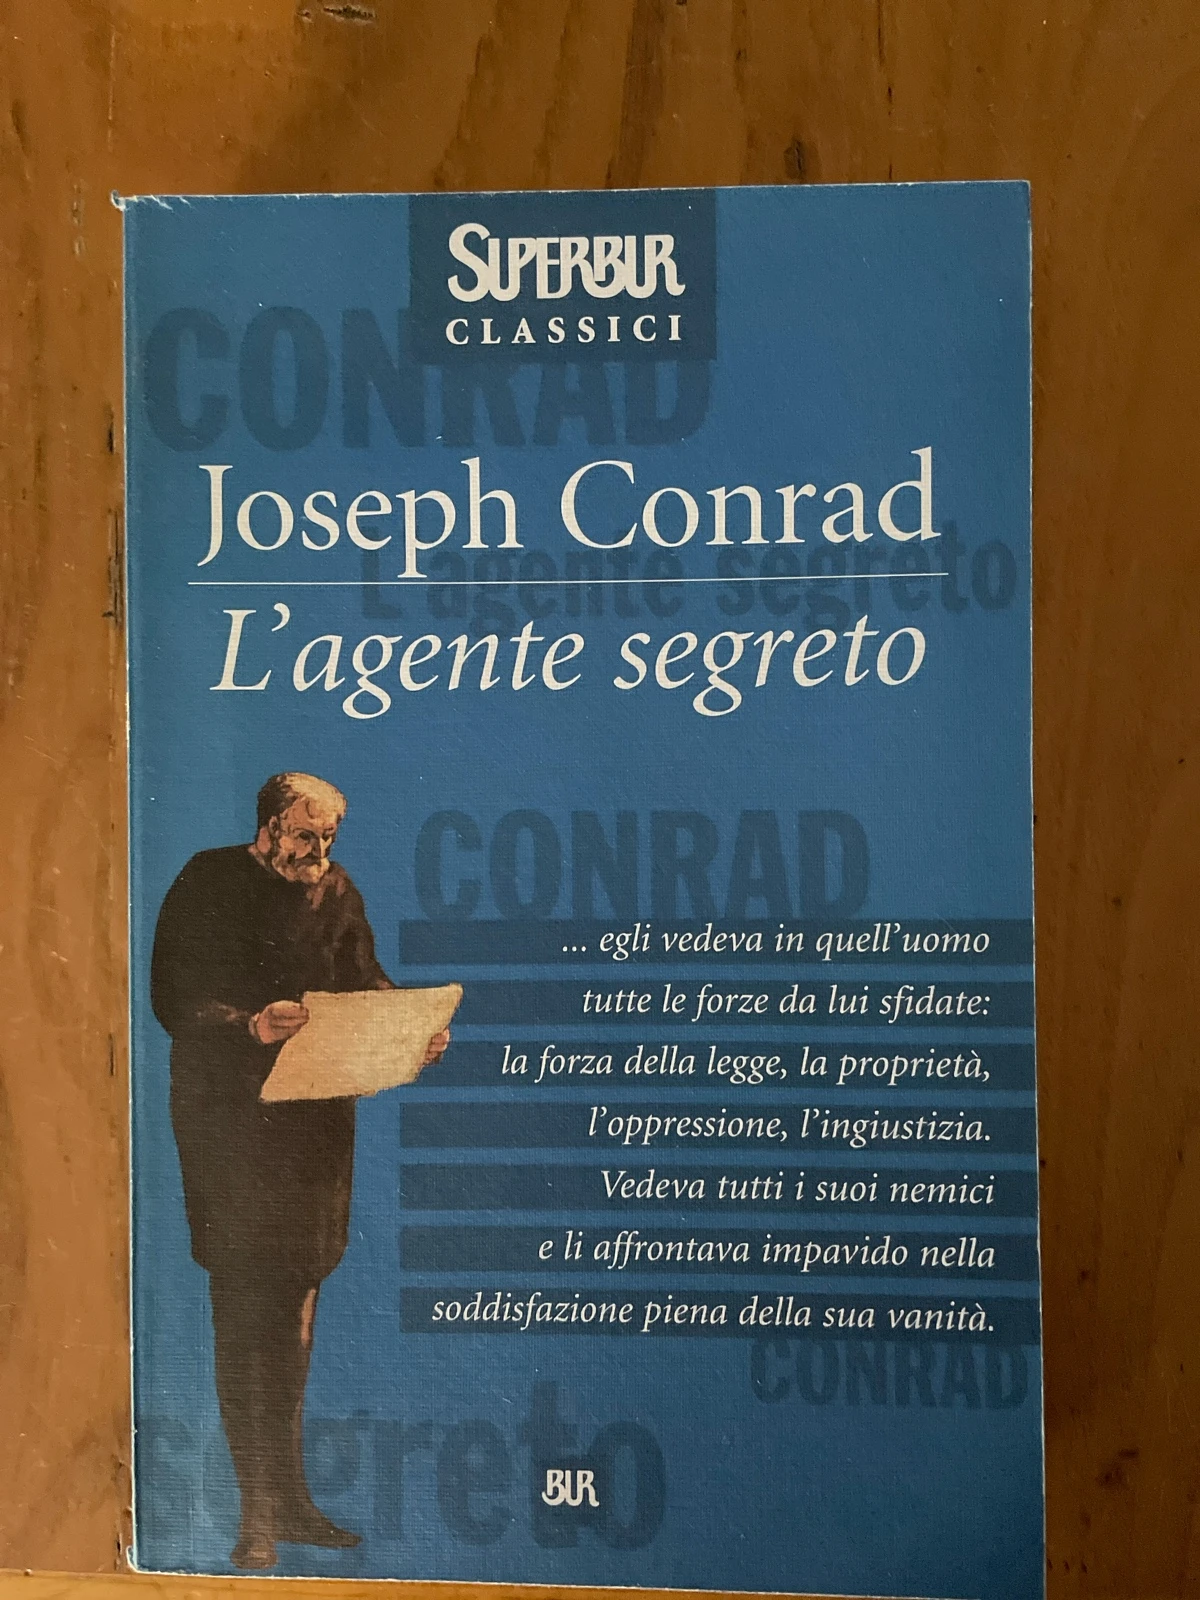 SUPERBUR
CLASSICI
CONRAD
Joseph Conrad
L'agente segreto
L'agente segreto
CONRAD
... egli vedeva in quell'uomo
tutte le forze da lui sfidate:
la forza della legge, la proprietà,
l'oppressione, l'ingiustizia.
Vedeva tutti i suoi nemici
e li affrontava impavido nella
soddisfazione piena della sua vanità.
CONRAD
segreto
BUR